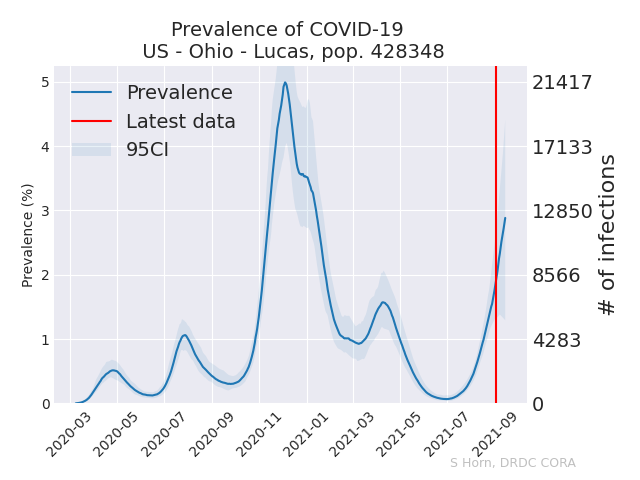 Prevalence of COVID-19
US - Ohio - Lucas, pop. 428348
Prevalence
Latest data
95CI
Prevalence (%)
5
4
3
2
1
0
21417
17133
12850
8566
4283
0
# of infections
2020-03
2020-05
2020-07
2020-09
2020-11
2021-01
2021-03
2021-05
2021-07
2021-09
S Horn, DRDC CORA